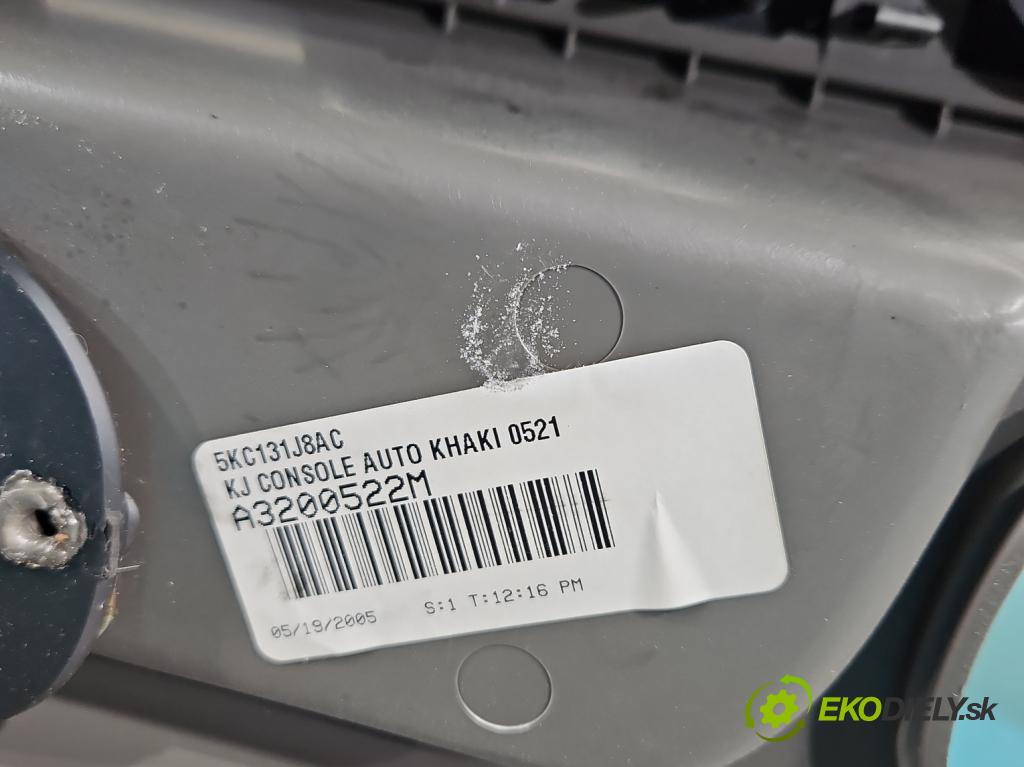 5KC131J8AC
KJ CONSOLE AUTO KHAKI 0521
A3200522M
05/19/2005 S:1 T:12:16 PM
EKODIELY.sk